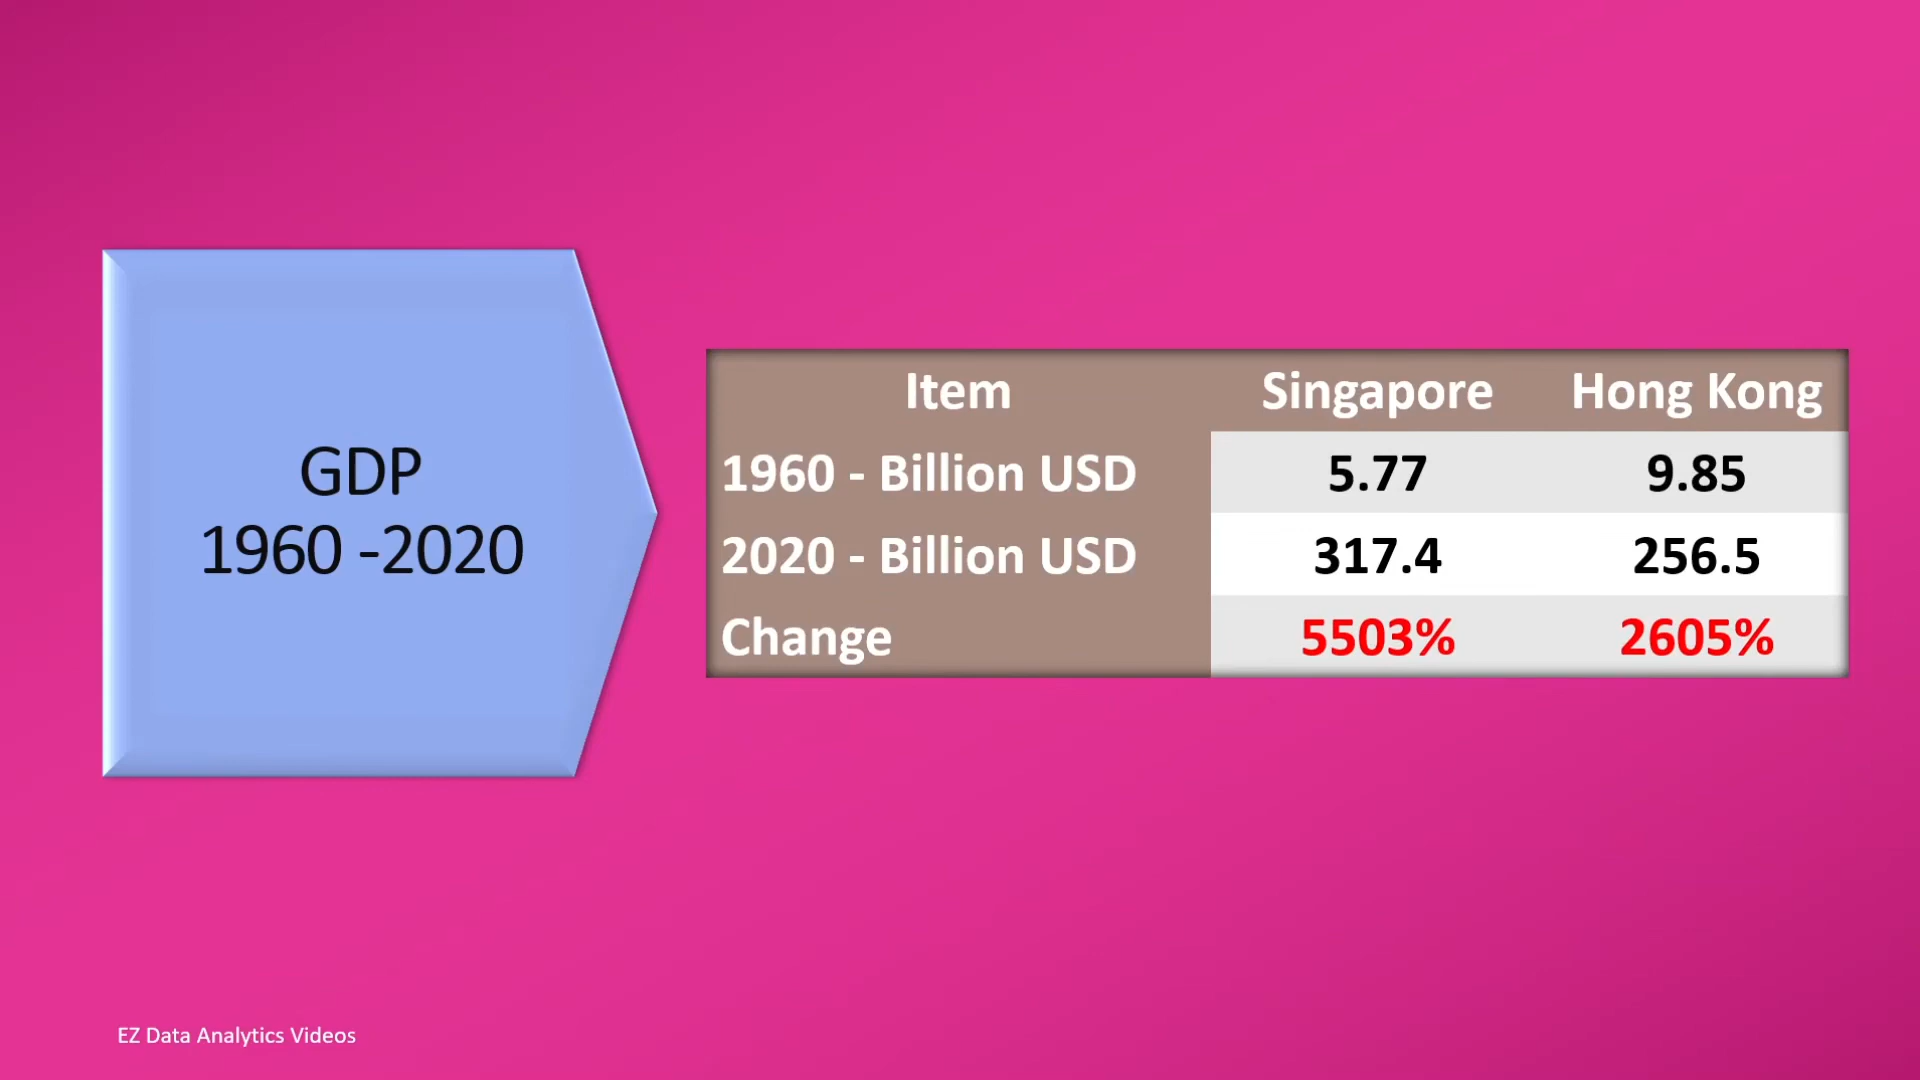 GDP
1960 -2020
Item Singapore Hong Kong
1960 - Billion USD 5.77 9.85
2020 - Billion USD 317.4 256.5
Change 5503% 2605%
EZ Data Analytics Videos